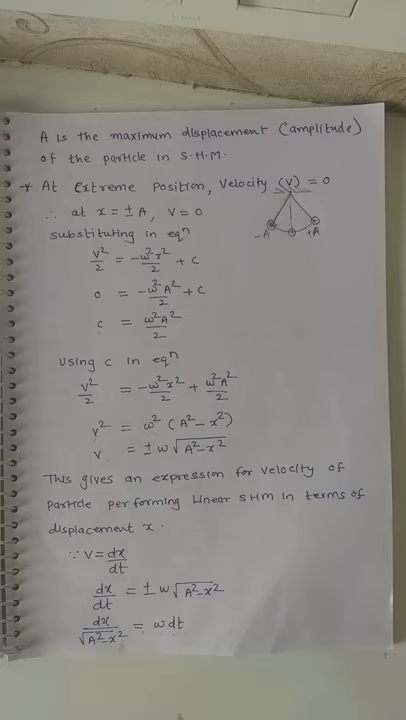 A is the maximum displacement (amplitude)
of the particle in S.H.M.
* At Extreme Position, Velocity (V) = 0
∴ at x = ± A, V = 0
substituting in eqⁿ
-A +A
V²/2 = -ω²x²/2 + C
0 = -ω²A²/2 + C
C = ω²A²/2
Using C in eqⁿ
V²/2 = -ω²x²/2 + ω²A²/2
V² = ω² (A² - x²)
V = ± ω √A²-x²
This gives an expression for velocity of
particle performing linear SHM in terms of
displacement x.
∵ V = dx/dt
dx/dt = ± ω √A²-x²
dx/√A²-x² = ωdt